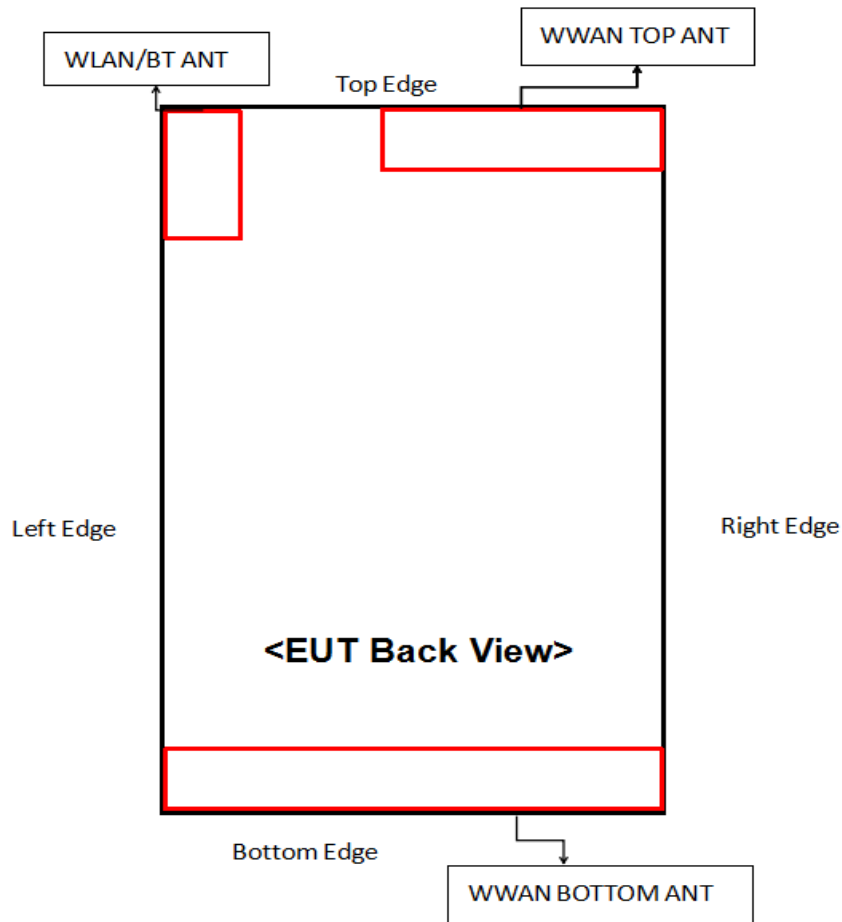 WWAN TOP ANT
WLAN/BT ANT
Top Edge
Left Edge
Right Edge
<EUT Back View>
Bottom Edge
WWAN BOTTOM ANT